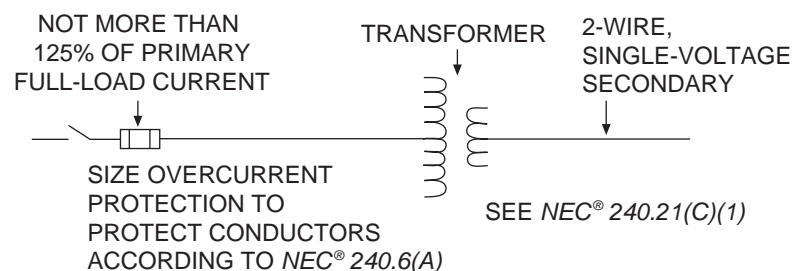 NOT MORE THAN
125% OF PRIMARY
FULL-LOAD CURRENT
TRANSFORMER
2-WIRE,
SINGLE-VOLTAGE
SECONDARY
SIZE OVERCURRENT
PROTECTION TO
PROTECT CONDUCTORS
ACCORDING TO NEC® 240.6(A)
SEE NEC® 240.21(C)(1)